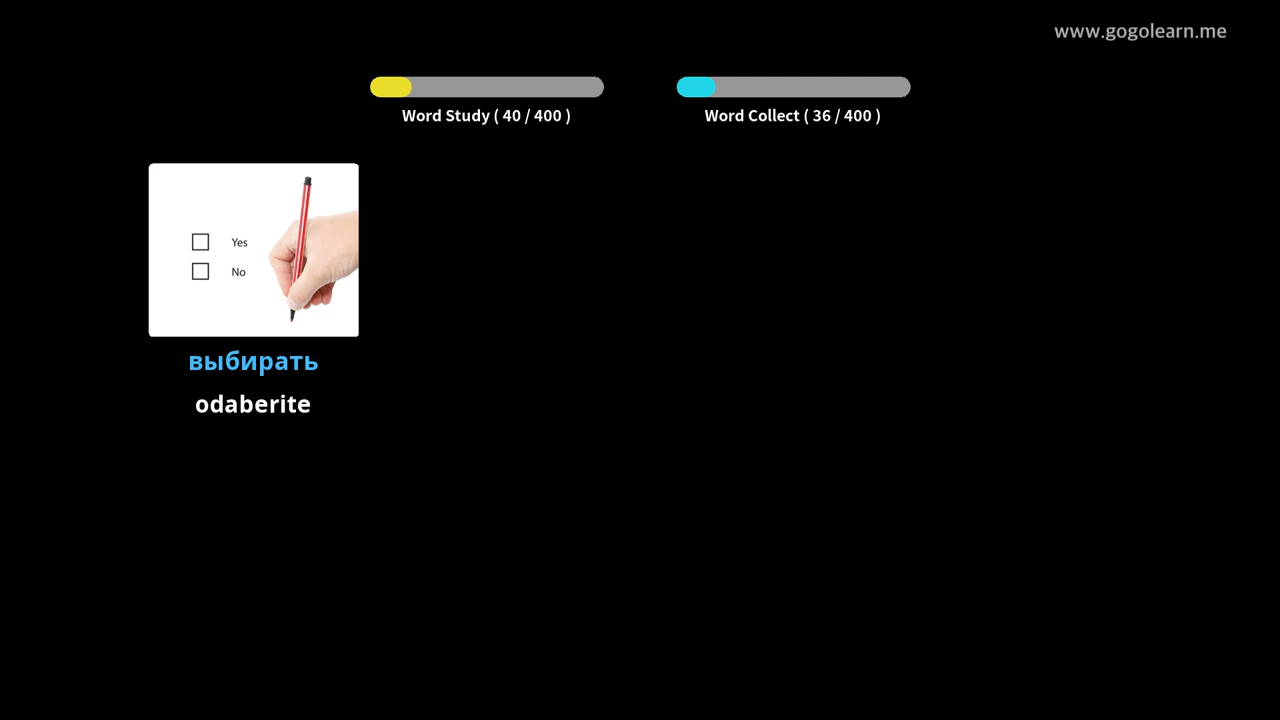 www.gogolearn.me
Word Study ( 40 / 400 )
Word Collect ( 36 / 400 )
Yes
No
выбирать
odaberite